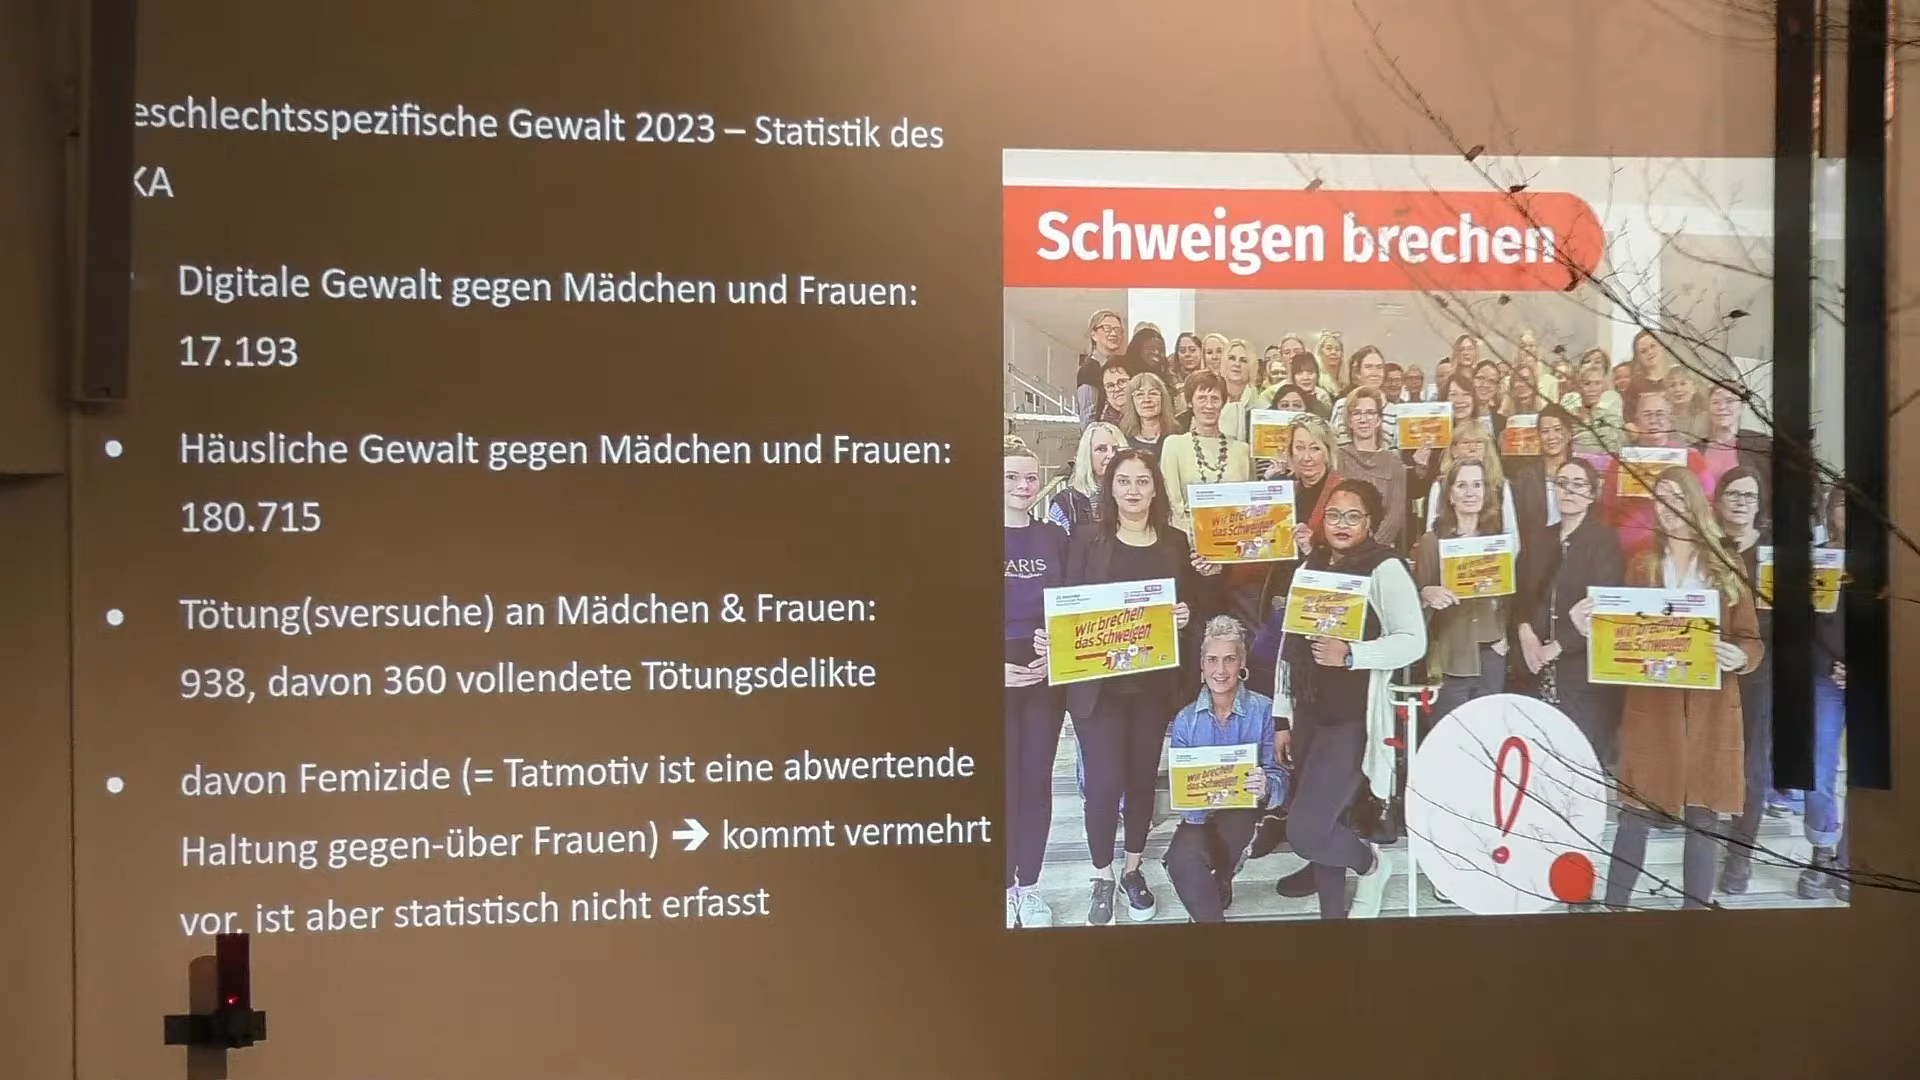 eschlechtsspezifische Gewalt 2023 – Statistik des
KA
Digitale Gewalt gegen Mädchen und Frauen:
17.193
• Häusliche Gewalt gegen Mädchen und Frauen:
180.715
• Tötung(sversuche) an Mädchen & Frauen:
938, davon 360 vollendete Tötungsdelikte
• davon Femizide (= Tatmotiv ist eine abwertende
Haltung gegen-über Frauen) ➔ kommt vermehrt
vor, ist aber statistisch nicht erfasst
Schweigen brechen
Wir brechen
das Schweigen
ARIS
Wir brechen
das Schweigen
Wir brechen
das Schweigen
Wir brechen
das Schweigen
Wir brechen
das Schweigen
Wir brechen
das Schweigen